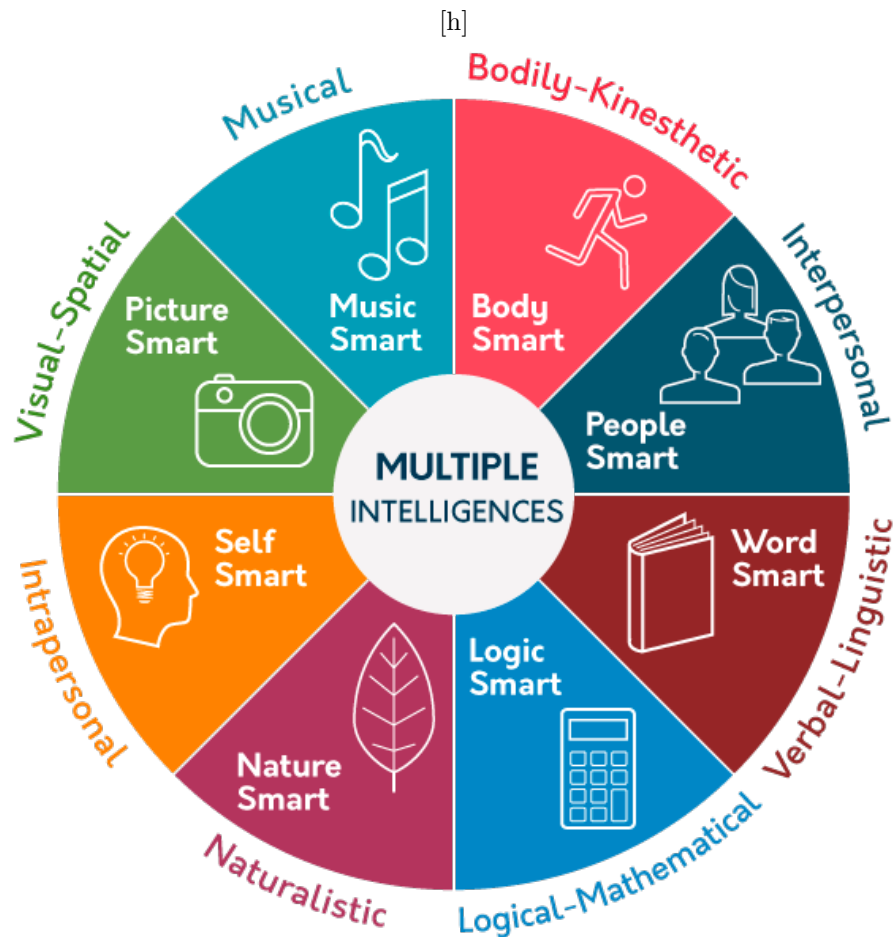 [h]
Musical
Bodily-Kinesthetic
Interpersonal
Verbal-Linguistic
Logical-Mathematical
Naturalistic
Intrapersonal
Visual-Spatial
Music
Smart
Body
Smart
People
Smart
Word
Smart
Logic
Smart
Nature
Smart
Self
Smart
Picture
Smart
MULTIPLE
INTELLIGENCES